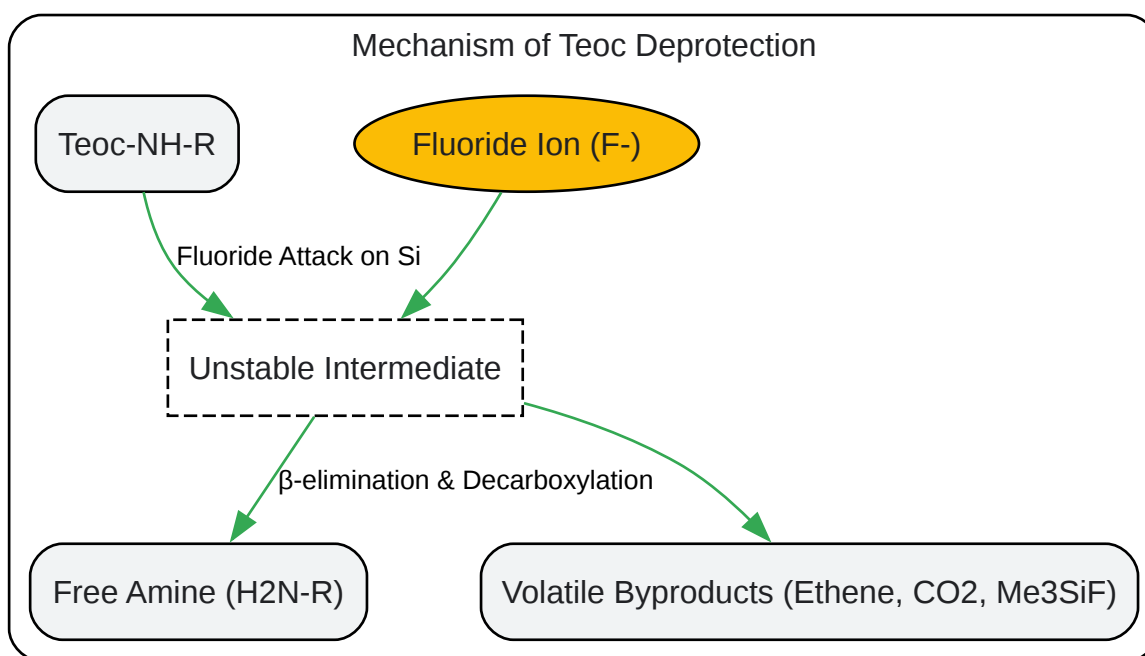 Mechanism of Teoc Deprotection
Teoc-NH-R
Fluoride Ion (F-)
Fluoride Attack on Si
Unstable Intermediate
β-elimination & Decarboxylation
Free Amine (H2N-R)
Volatile Byproducts (Ethene, CO2, Me3SiF)